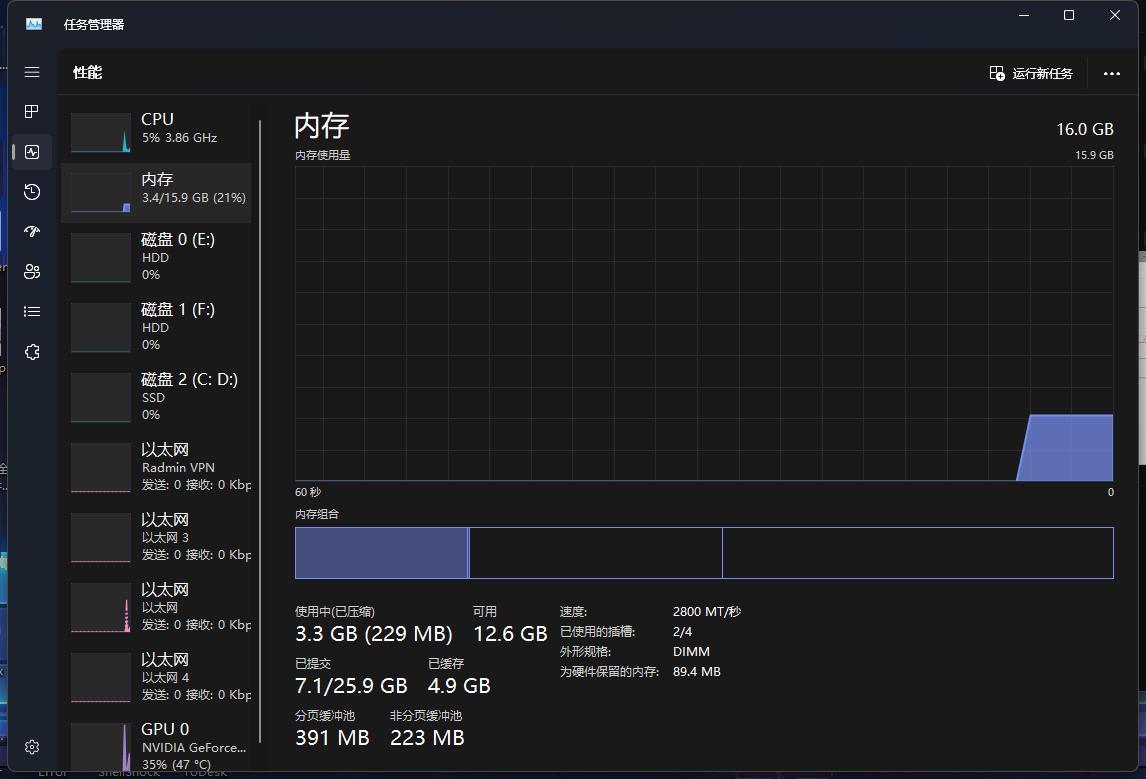 任务管理器
性能
运行新任务
CPU
5% 3.86 GHz
内存
3.4/15.9 GB (21%)
磁盘 0 (E:)
HDD
0%
磁盘 1 (F:)
HDD
0%
磁盘 2 (C: D:)
SSD
0%
以太网
Radmin VPN
发送: 0 接收: 0 Kbp
以太网
以太网 3
发送: 0 接收: 0 Kbp
以太网
以太网
发送: 0 接收: 0 Kbp
以太网
以太网 4
发送: 0 接收: 0 Kbp
GPU 0
NVIDIA GeForce...
35% (47 °C)
内存
16.0 GB
内存使用量
15.9 GB
60 秒
0
内存组合
使用中(已压缩)
3.3 GB (229 MB)
可用
12.6 GB
已提交
7.1/25.9 GB
已缓存
4.9 GB
分页缓冲池
391 MB
非分页缓冲池
223 MB
速度:
2800 MT/秒
已使用的插槽:
2/4
外形规格:
DIMM
为硬件保留的内存:
89.4 MB